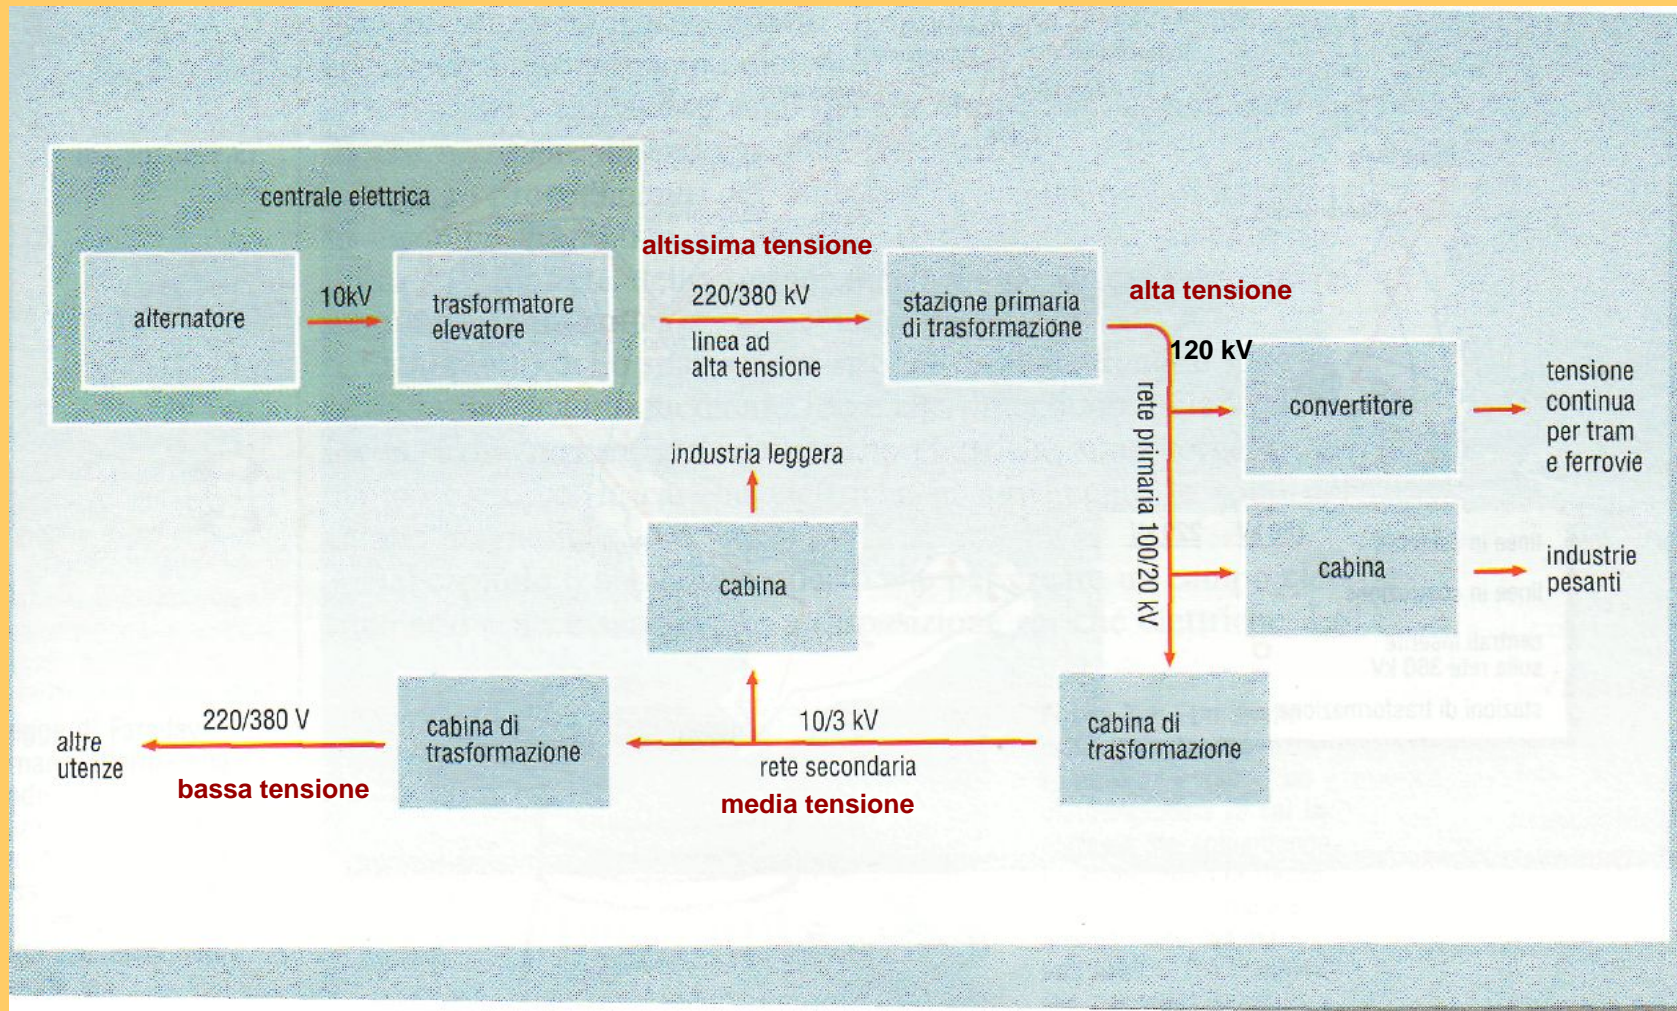 centrale elettrica
alternatore
10kV
trasformatore
elevatore
altissima tensione
220/380 kV
linea ad
alta tensione
stazione primaria
di trasformazione
alta tensione
120 kV
rete primaria 100/20 kV
convertitore
tensione
continua
per tram
e ferrovie
cabina
industrie
pesanti
industria leggera
cabina
cabina di
trasformazione
10/3 kV
rete secondaria
media tensione
cabina di
trasformazione
220/380 V
bassa tensione
altre
utenze